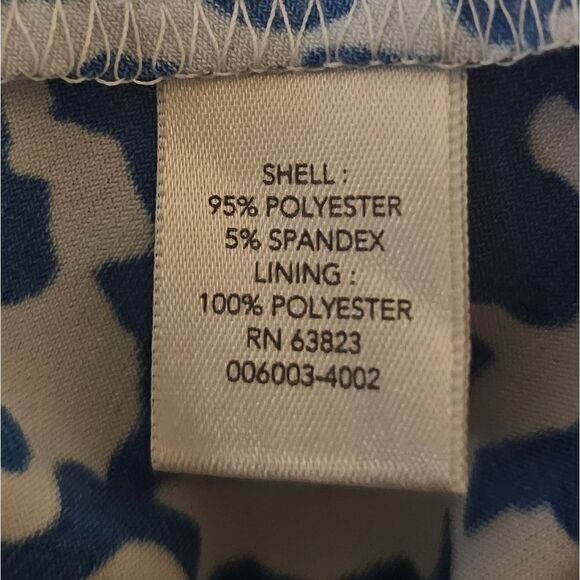 SHELL :
95% POLYESTER
5% SPANDEX
LINING :
100% POLYESTER
RN 63823
006003-4002